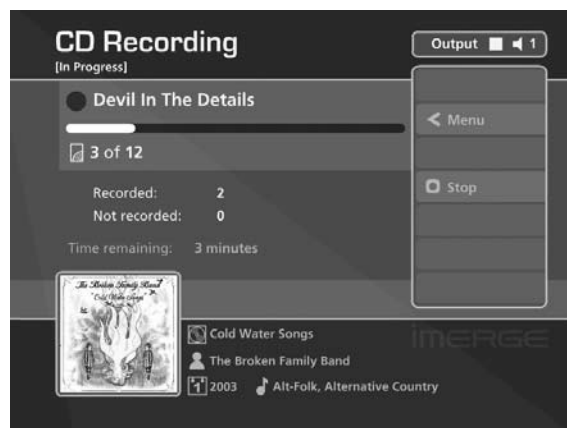 CD Recording
[In Progress]
Output 1
Devil In The Details
3 of 12
Menu
Recorded: 2
Stop
Not recorded: 0
Time remaining: 3 minutes
The Broken Family Band
"Cold Water Songs"
Cold Water Songs
imerge
The Broken Family Band
1 2003 Alt-Folk, Alternative Country